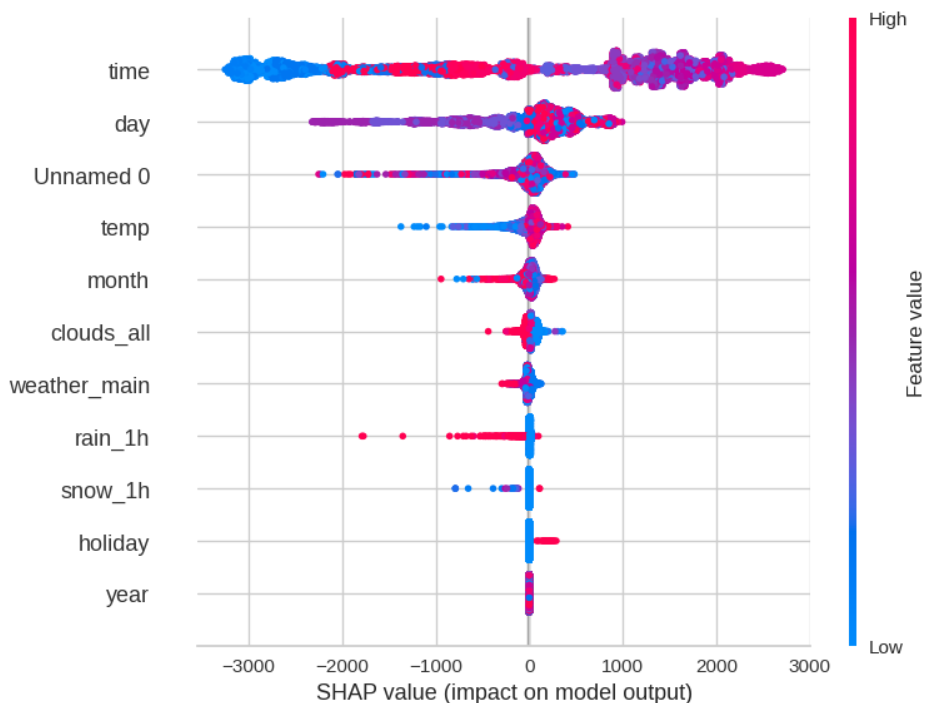 High
time
day
Unnamed 0
temp
month
clouds_all
weather_main
rain_1h
snow_1h
holiday
year
Feature value
Low
−3000 −2000 −1000 0 1000 2000 3000
SHAP value (impact on model output)